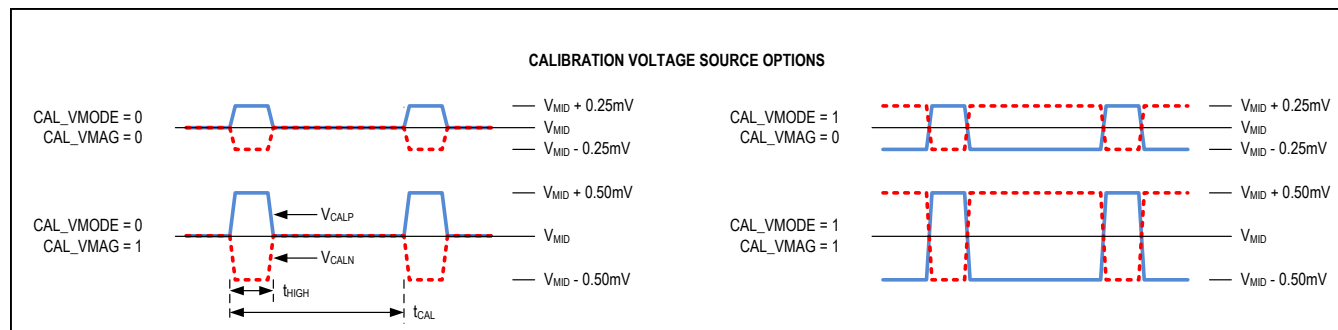 CALIBRATION VOLTAGE SOURCE OPTIONS
CAL_VMODE = 0
CAL_VMAG = 0
VMID + 0.25mV
VMID
VMID - 0.25mV
CAL_VMODE = 1
CAL_VMAG = 0
VMID + 0.25mV
VMID
VMID - 0.25mV
CAL_VMODE = 0
CAL_VMAG = 1
VCALP
VCALN
tHIGH
tCAL
VMID + 0.50mV
VMID
VMID - 0.50mV
CAL_VMODE = 1
CAL_VMAG = 1
VMID + 0.50mV
VMID
VMID - 0.50mV